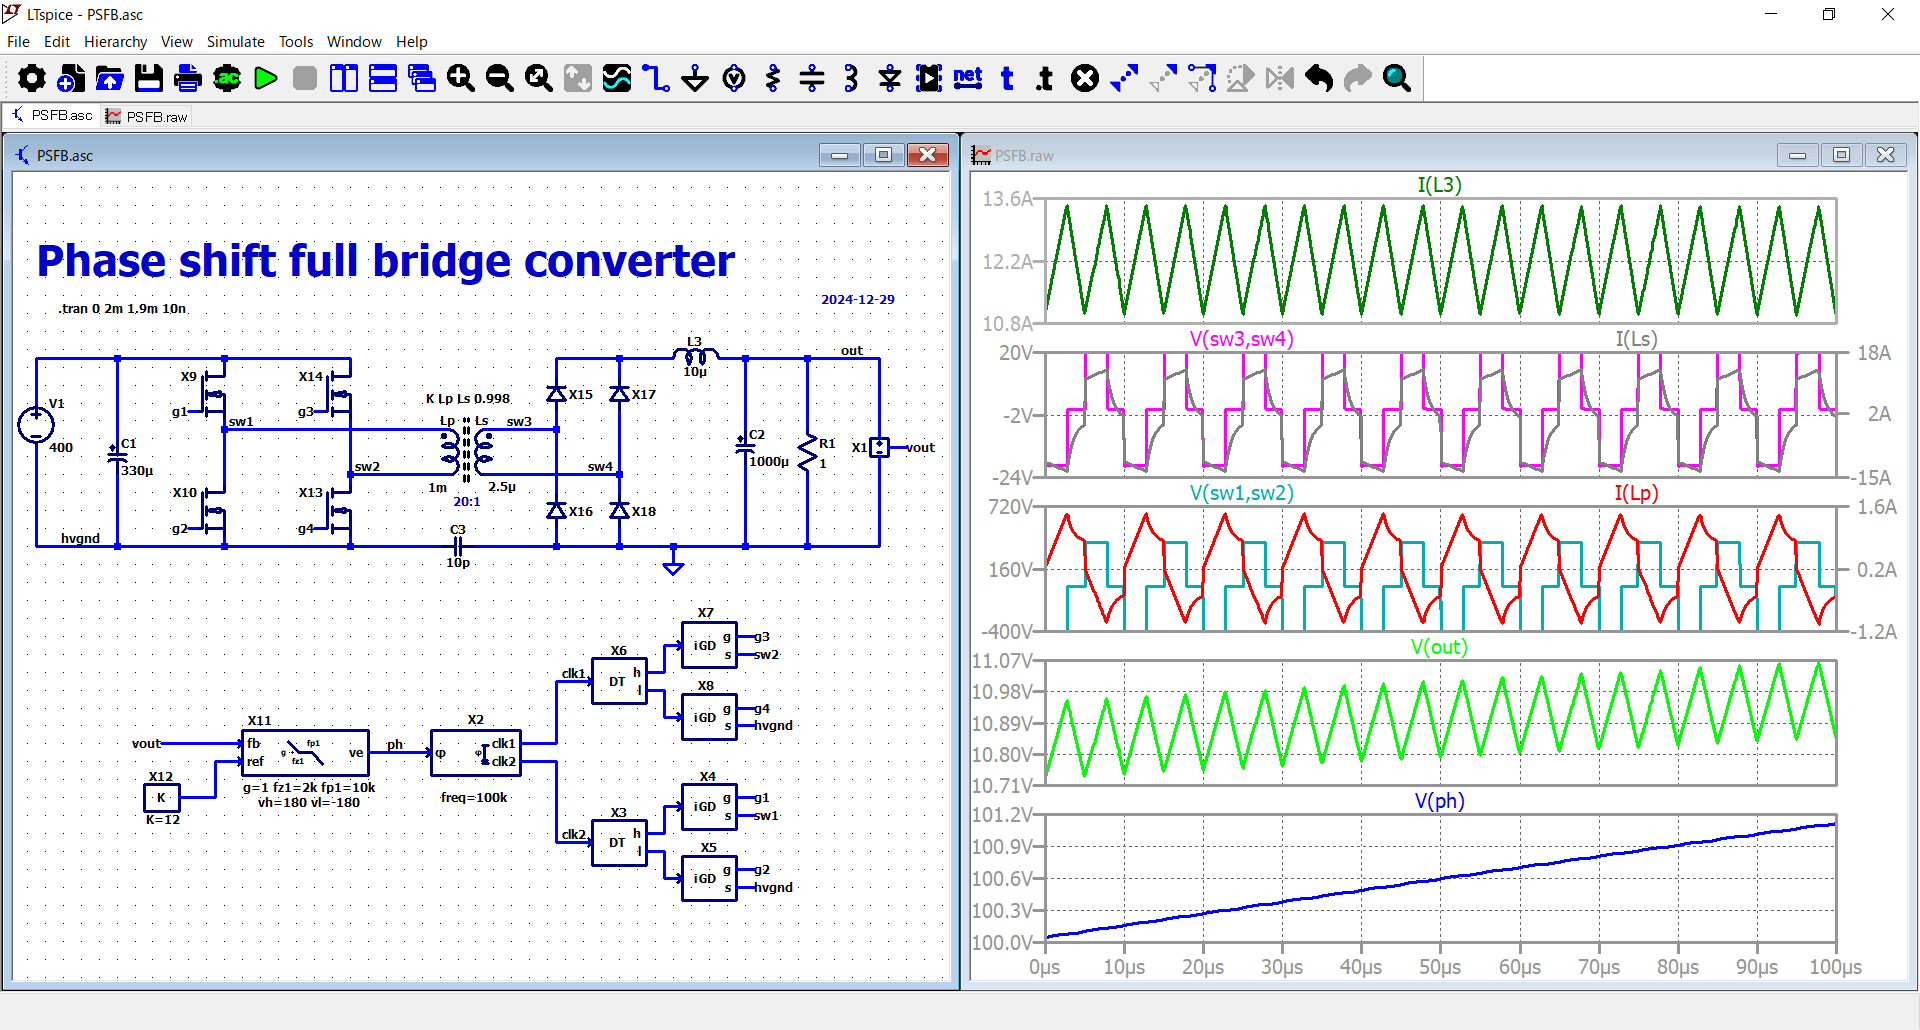 LTspice - PSFB.asc
File Edit Hierarchy View Simulate Tools Window Help
.ac net t .t
PSFB.asc PSFB.raw
PSFB.asc
Phase shift full bridge converter
2024-12-29
.tran 0 2m 1.9m 10n
V1
400
C1
330µ
X9
g1
sw1
X14
g3
X10
g2
X13
g4
sw2
hvgnd
K Lp Ls 0.998
Lp Ls
1m 2.5µ
20:1
C3
10p
sw3
sw4
X15
X17
X16
X18
L3
10µ
out
C2
1000µ
R1
1
X1
vout
X7
iGD
g
s
g3
sw2
X8
iGD
g
s
g4
hvgnd
X6
clk1
DT
h
l
X11
vout
fb
ref
g
fp1
fz1
ve
ph
g=1 fz1=2k fp1=10k
vh=180 vl=-180
X12
K
K=12
X2
φ
φ
clk1
clk2
freq=100k
X3
clk2
DT
h
l
X4
iGD
g
s
g1
sw1
X5
iGD
g
s
g2
hvgnd
PSFB.raw
I(L3)
13.6A
12.2A
10.8A
V(sw3,sw4) I(Ls)
20V 18A
-2V 2A
-24V -15A
V(sw1,sw2) I(Lp)
720V 1.6A
160V 0.2A
-400V -1.2A
V(out)
11.07V
10.98V
10.89V
10.80V
10.71V
V(ph)
101.2V
100.9V
100.6V
100.3V
100.0V
0µs 10µs 20µs 30µs 40µs 50µs 60µs 70µs 80µs 90µs 100µs